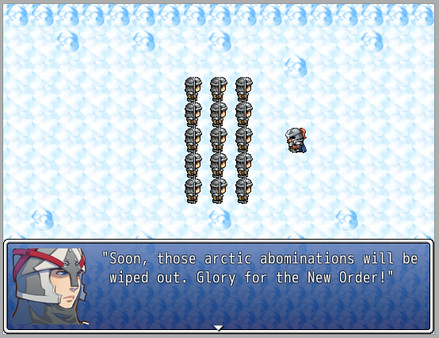 "Soon, those arctic abominations will be
wiped out. Glory for the New Order!"